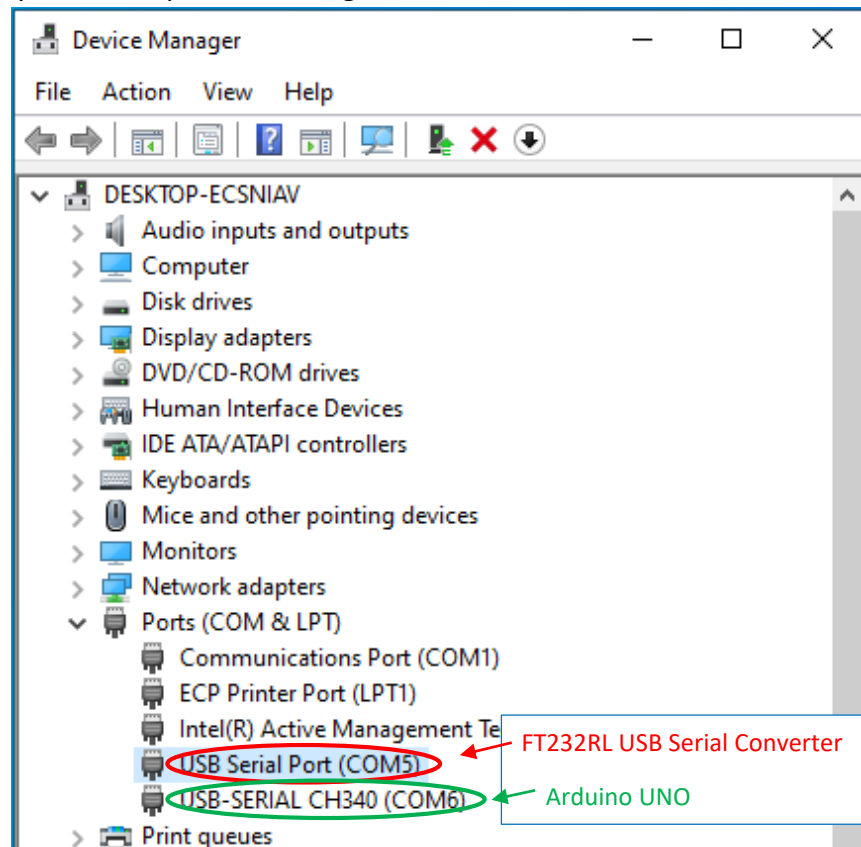 Device Manager
File Action View Help
DESKTOP-ECSNIAV
Audio inputs and outputs
Computer
Disk drives
Display adapters
DVD/CD-ROM drives
Human Interface Devices
IDE ATA/ATAPI controllers
Keyboards
Mice and other pointing devices
Monitors
Network adapters
Ports (COM & LPT)
Communications Port (COM1)
ECP Printer Port (LPT1)
Intel(R) Active Management Te
USB Serial Port (COM5)
FT232RL USB Serial Converter
USB-SERIAL CH340 (COM6)
Arduino UNO
Print queues